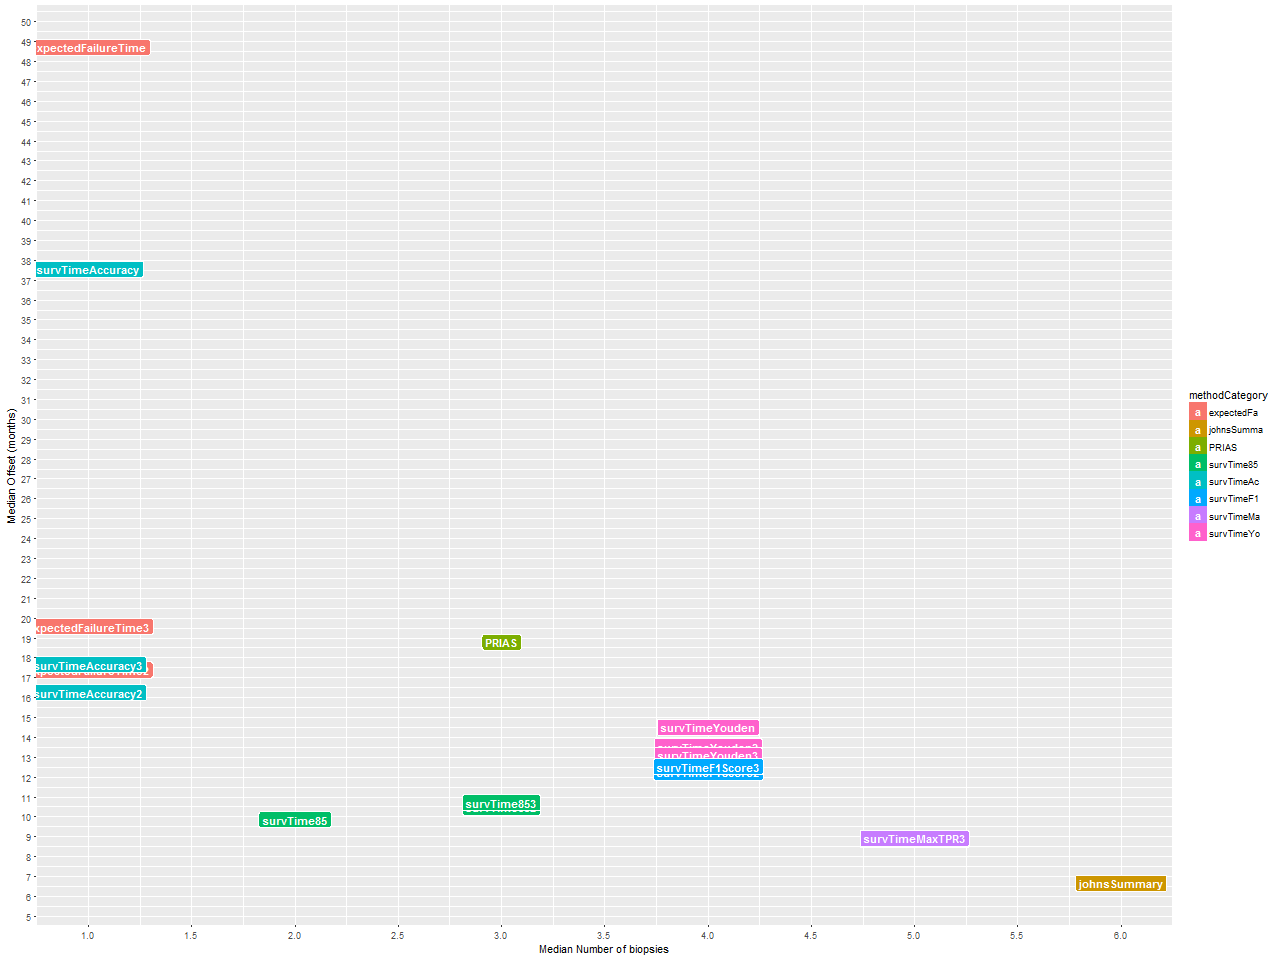 50
49
48
47
46
45
44
43
42
41
40
39
38
37
36
35
34
33
32
31
30
29
28
27
26
25
24
23
22
21
20
19
18
17
16
15
14
13
12
11
10
9
8
7
6
5
Median Offset (months)
xpectedFailureTime
survTimeAccuracy
xpectedFailureTime3
PRIAS
survTimeAccuracy3
survTimeAccuracy2
survTimeYouden
survTimeYouden3
survTimeF1Score3
survTime853
survTime85
survTimeMaxTPR3
johnsSummary
1.0 1.5 2.0 2.5 3.0 3.5 4.0 4.5 5.0 5.5 6.0
Median Number of biopsies
methodCategory
a expectedFa
a johnsSumma
a PRIAS
a survTime85
a survTimeAc
a survTimeF1
a survTimeMa
a survTimeYo